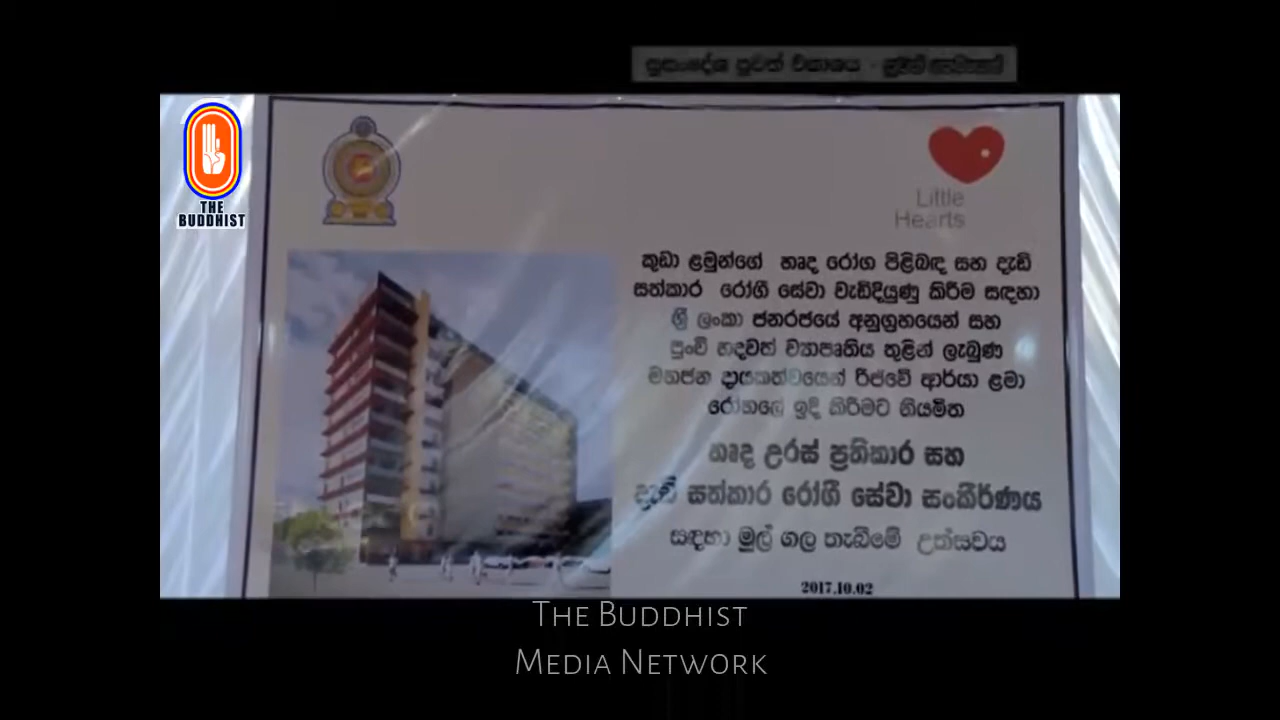 සුසංදේශ පුවත් විකාශය -
THE
BUDDHIST
Little
Hearts
කුඩා ළමුන්ගේ හෘද රෝග පිළිබඳ සහ දැඩි
සත්කාර රෝගී සේවා වැඩිදියුණු කිරීම සඳහා
ශ්‍රී ලංකා ජනරජයේ අනුග්‍රහයෙන් සහ
පුංචි හදවත් ව්‍යාපෘතිය තුළින් ලැබුණ
මහජන දායකත්වයෙන් රිජ්වේ ආර්යා ළමා
රෝහලේ ඉදි කිරීමට නියමිත
හෘද උරස් ප්‍රතිකාර සහ
දැඩි සත්කාර රෝගී සේවා සංකීර්ණය
සඳහා මුල් ගල තැබීමේ උත්සවය
2017.10.02
THE BUDDHIST
MEDIA NETWORK